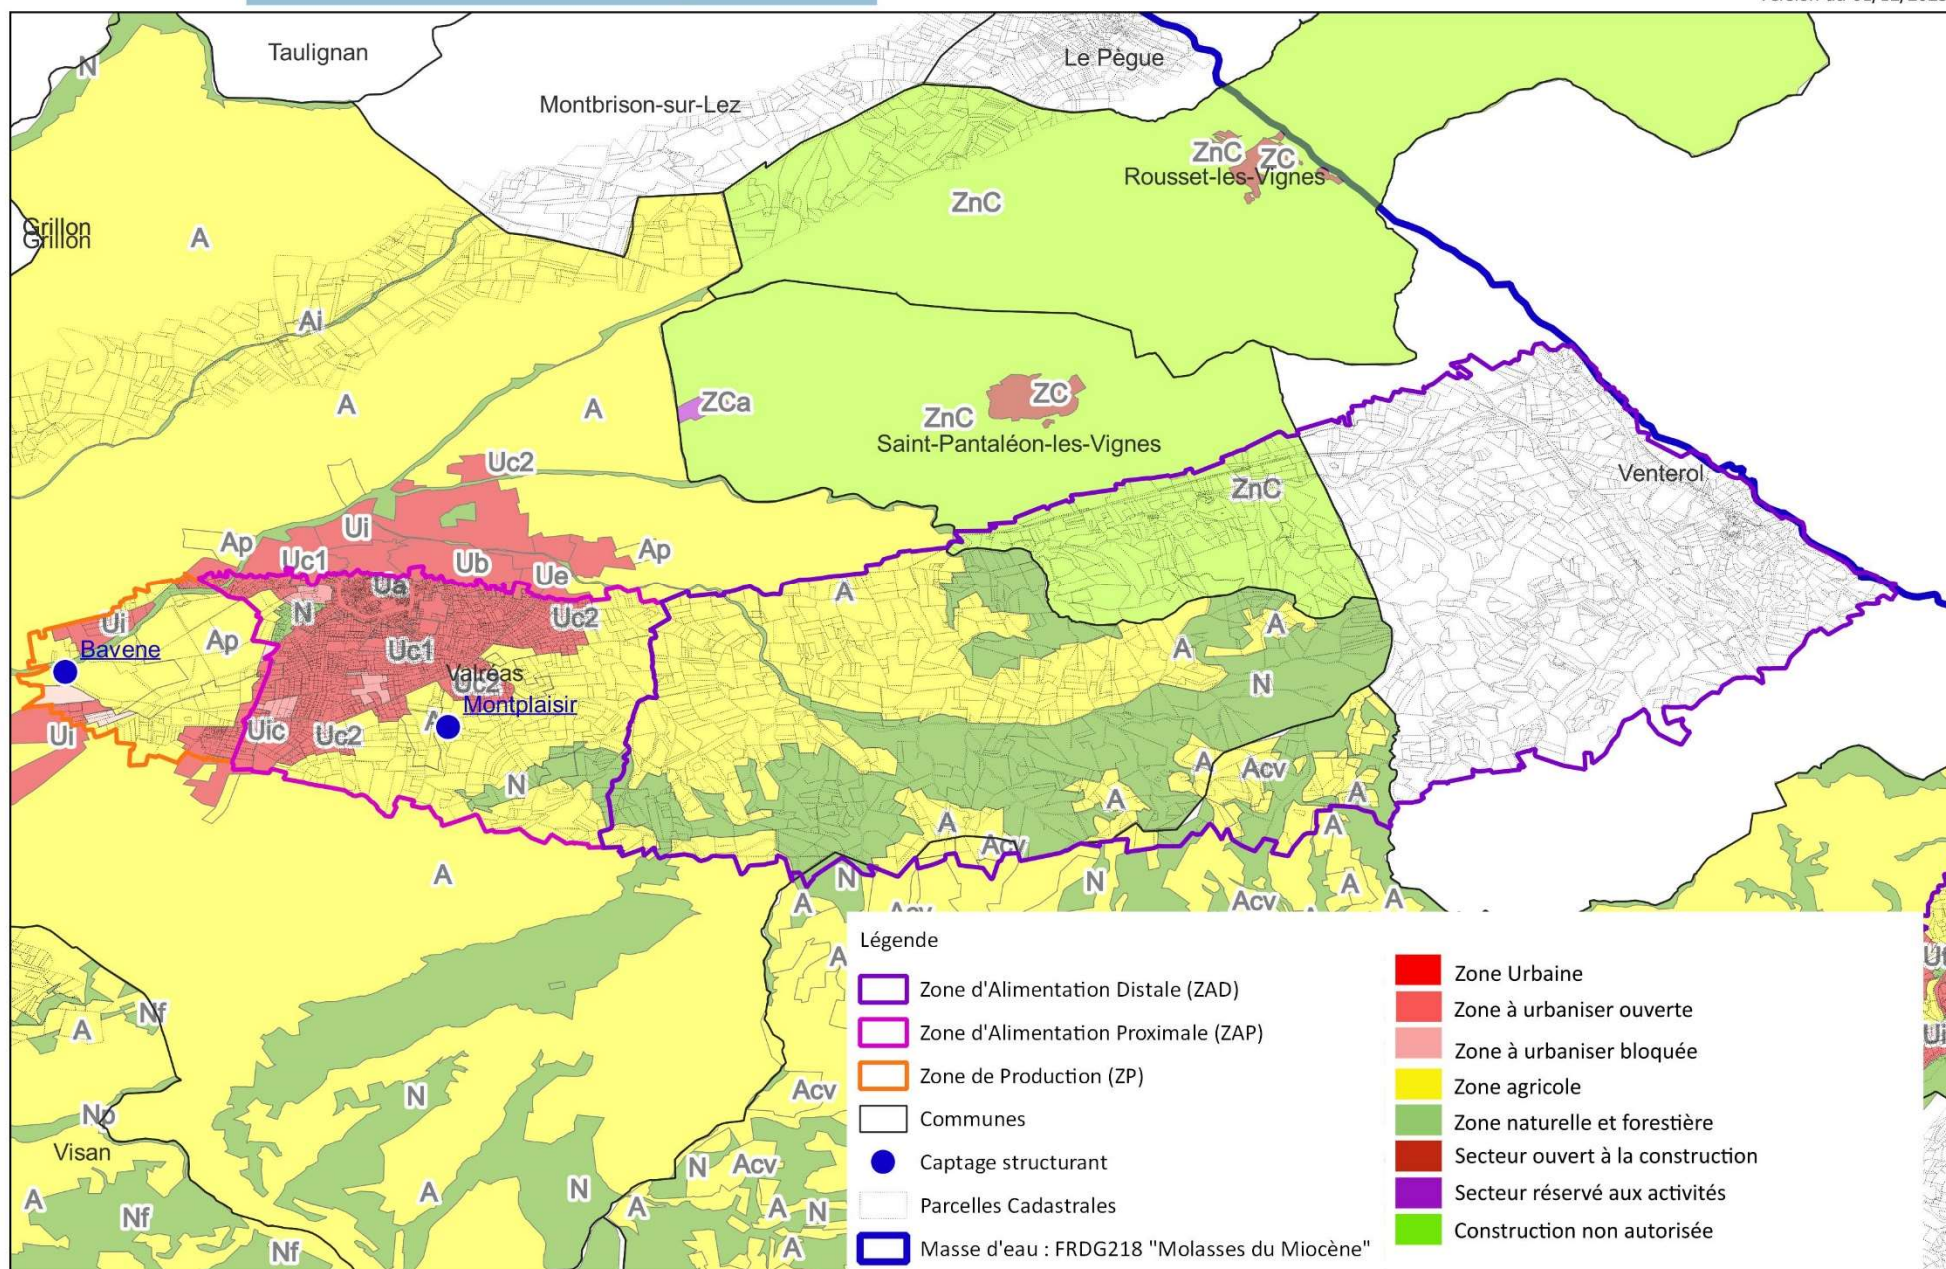 Taulignan
Le Pègue
N
Montbrison-sur-Lez
ZnC
ZC
Rousset-les-Vignes
ZnC
Grillon
Grillon
A
Ai
A
A
ZCa
ZnC
ZC
Saint-Pantaléon-les-Vignes
Uc2
Venterol
ZnC
Ui
Ap
Ap
Uc1
Ub
Ue
Ua
A
N
Uc2
Ui
Ap
A
A
Bavene
Uc1
Valréas
Uc2
N
Montplaisir
A
Ui
Uic
Uc2
A
Acv
N
A
A
A
A
Acv
A
N
N
A
A
Acv
A
Acv
A
Nf
A
Np
Visan
N
Acv
N
Acv
A
N
A
Nf
A
A
N
Nf
A
Légende
Zone d'Alimentation Distale (ZAD)
Zone d'Alimentation Proximale (ZAP)
Zone de Production (ZP)
Communes
Captage structurant
Parcelles Cadastrales
Masse d'eau : FRDG218 "Molasses du Miocène"
Zone Urbaine
Zone à urbaniser ouverte
Zone à urbaniser bloquée
Zone agricole
Zone naturelle et forestière
Secteur ouvert à la construction
Secteur réservé aux activités
Construction non autorisée